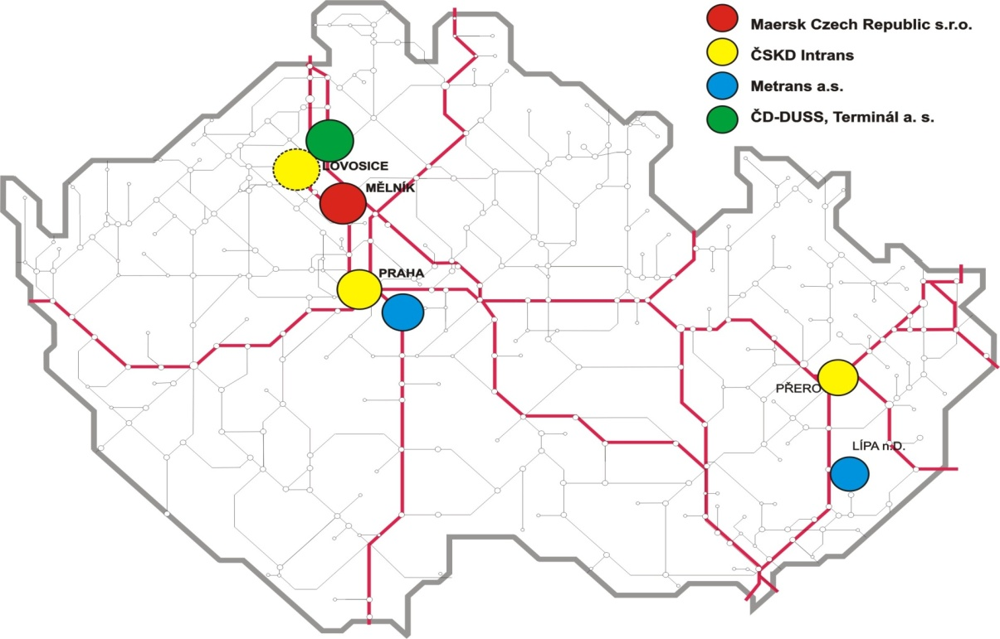 Maersk Czech Republic s.r.o.
ČSKD Intrans
Metrans a.s.
ČD-DUSS, Terminál a. s.
LOVOSICE
MĚLNÍK
PRAHA
PŘERO
LÍPA n.D.